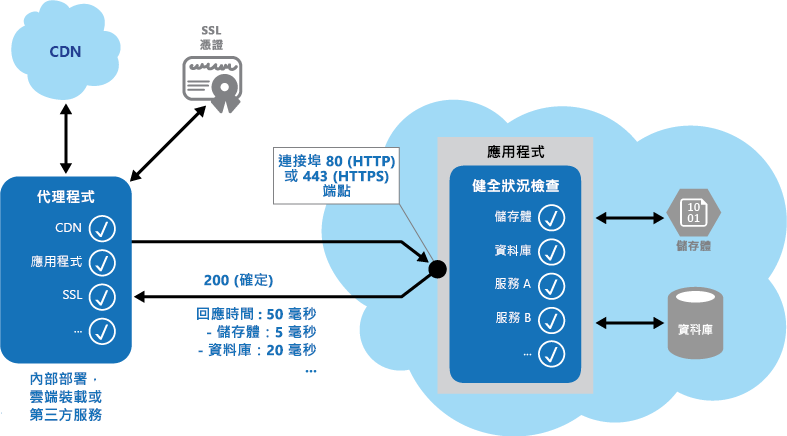 CDN
SSL
憑證
代理程式
CDN
應用程式
SSL
...
內部部署，
雲端裝載或
第三方服務
200 (確定)
回應時間：50 毫秒
- 儲存體：5 毫秒
- 資料庫：20 毫秒
...
連接埠 80 (HTTP)
或 443 (HTTPS)
端點
應用程式
健全狀況檢查
儲存體
資料庫
服務 A
服務 B
...
10
01
儲存體
資料庫